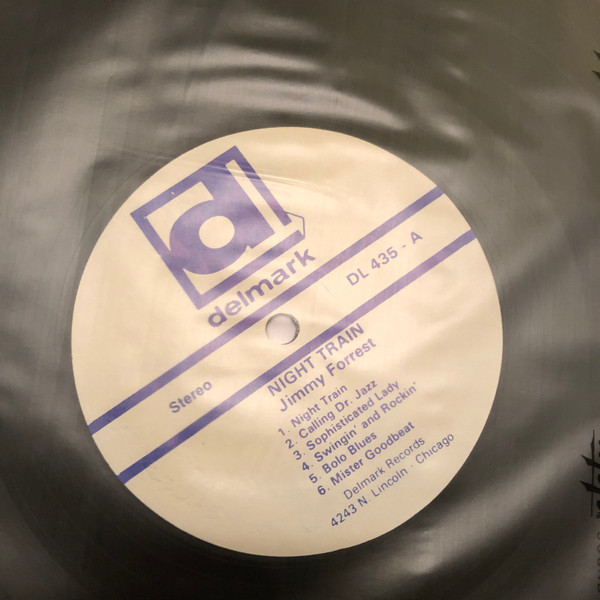 d
delmark
DL 435 - A
Stereo
NIGHT TRAIN
Jimmy Forrest
1. Night Train
2. Calling Dr. Jazz
3. Sophisticated Lady
4. Swingin' and Rockin'
5. Bolo Blues
6. Mister Goodbeat
Delmark Records
4243 N. Lincoln · Chicago